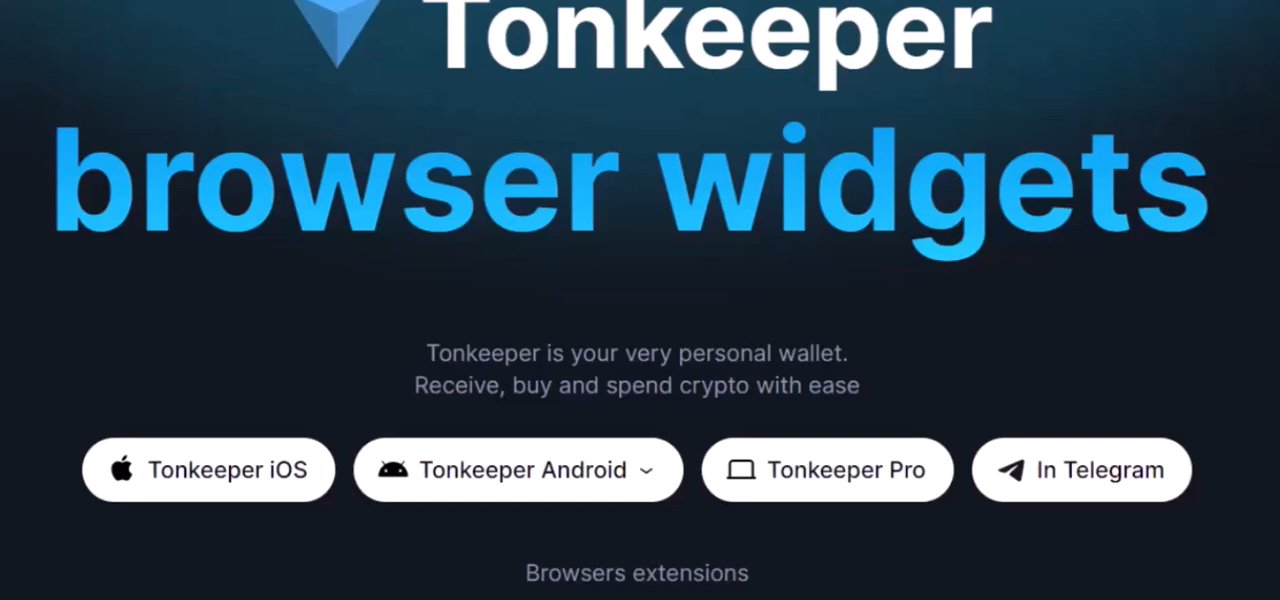 Tonkeeper
browser widgets
Tonkeeper is your very personal wallet.
Receive, buy and spend crypto with ease
Tonkeeper iOS
Tonkeeper Android
Tonkeeper Pro
In Telegram
Browsers extensions